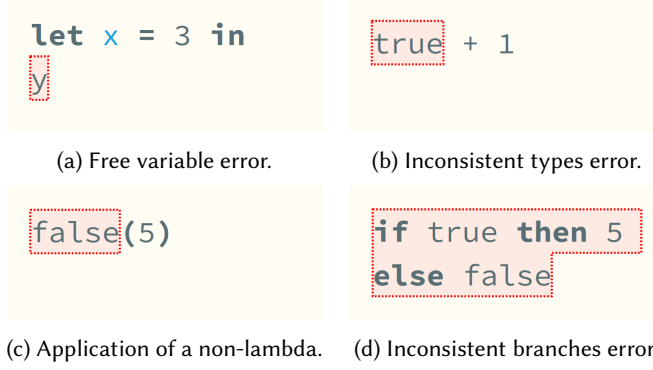 let x = 3 in
y
(a) Free variable error.
true + 1
(b) Inconsistent types error.
false(5)
(c) Application of a non-lambda.
if true then 5
else false
(d) Inconsistent branches error